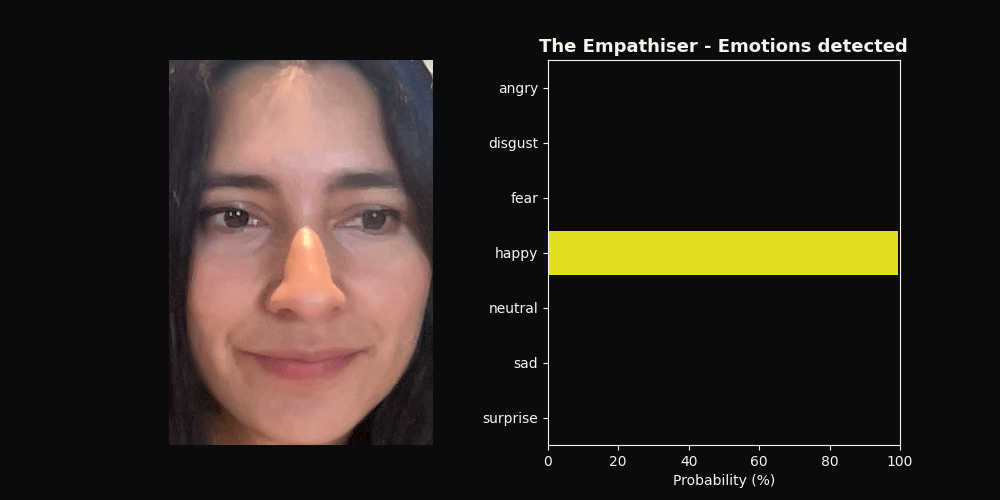 The Empathiser - Emotions detected
angry
disgust
fear
happy
neutral
sad
surprise
0 20 40 60 80 100
Probability (%)